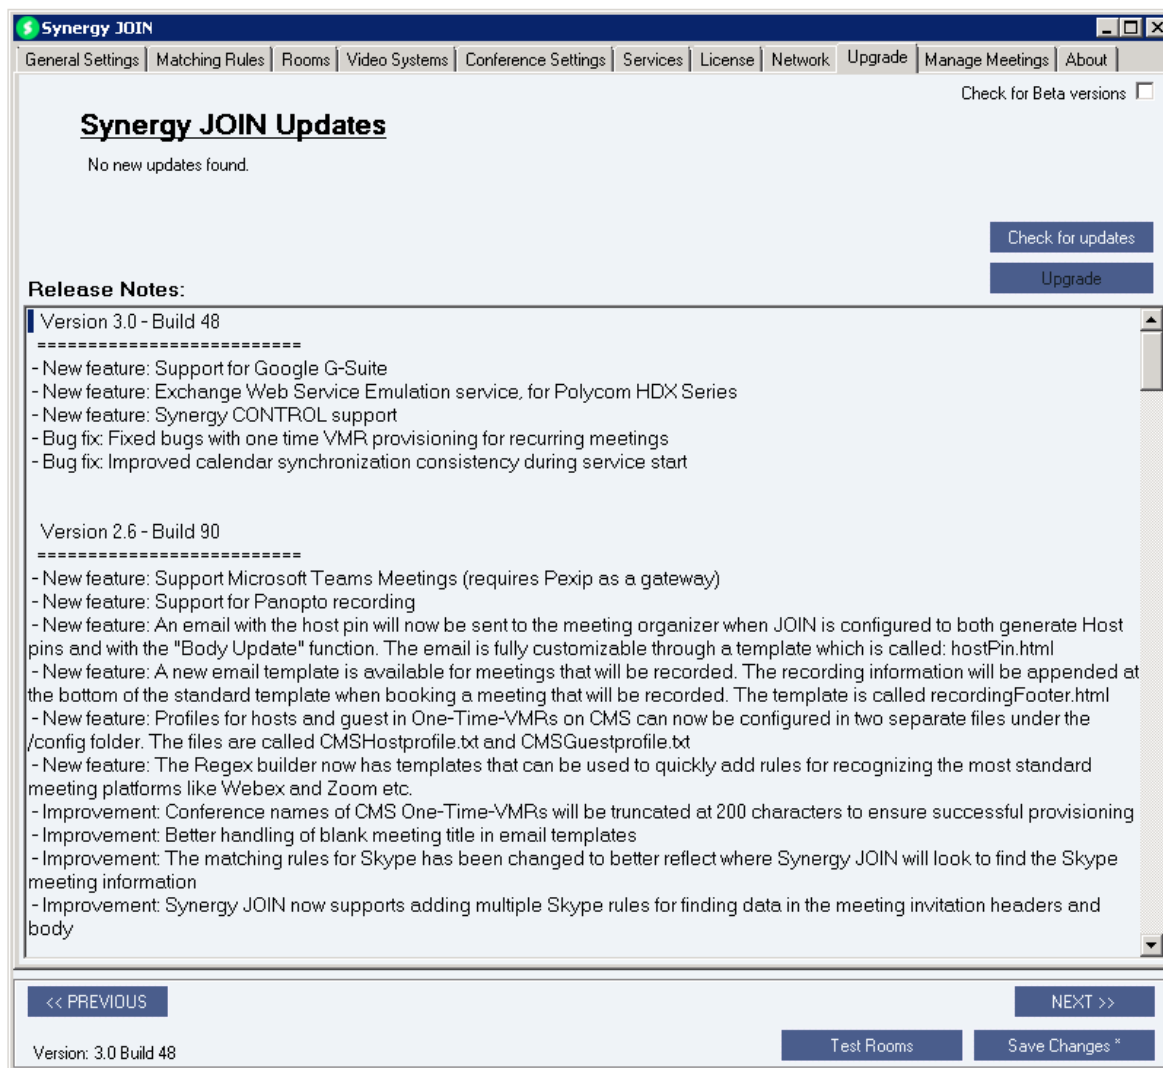 Synergy JOIN
General Settings Matching Rules Rooms Video Systems Conference Settings Services License Network Upgrade Manage Meetings About
Check for Beta versions
Synergy JOIN Updates
No new updates found.
Check for updates
Upgrade
Release Notes:
Version 3.0 - Build 48
==========================
- New feature: Support for Google G-Suite
- New feature: Exchange Web Service Emulation service, for Polycom HDX Series
- New feature: Synergy CONTROL support
- Bug fix: Fixed bugs with one time VMR provisioning for recurring meetings
- Bug fix: Improved calendar synchronization consistency during service start
Version 2.6 - Build 90
==========================
- New feature: Support Microsoft Teams Meetings (requires Pexip as a gateway)
- New feature: Support for Panopto recording
- New feature: An email with the host pin will now be sent to the meeting organizer when JOIN is configured to both generate Host
pins and with the "Body Update" function. The email is fully customizable through a template which is called: hostPin.html
- New feature: A new email template is available for meetings that will be recorded. The recording information will be appended at
the bottom of the standard template when booking a meeting that will be recorded. The template is called recordingFooter.html
- New feature: Profiles for hosts and guest in One-Time-VMRs on CMS can now be configured in two separate files under the
/config folder. The files are called CMSHostprofile.txt and CMSGuestprofile.txt
- New feature: The Regex builder now has templates that can be used to quickly add rules for recognizing the most standard
meeting platforms like Webex and Zoom etc.
- Improvement: Conference names of CMS One-Time-VMRs will be truncated at 200 characters to ensure successful provisioning
- Improvement: Better handling of blank meeting title in email templates
- Improvement: The matching rules for Skype has been changed to better reflect where Synergy JOIN will look to find the Skype
meeting information
- Improvement: Synergy JOIN now supports adding multiple Skype rules for finding data in the meeting invitation headers and
body
<< PREVIOUS
NEXT >>
Version: 3.0 Build 48
Test Rooms
Save Changes *